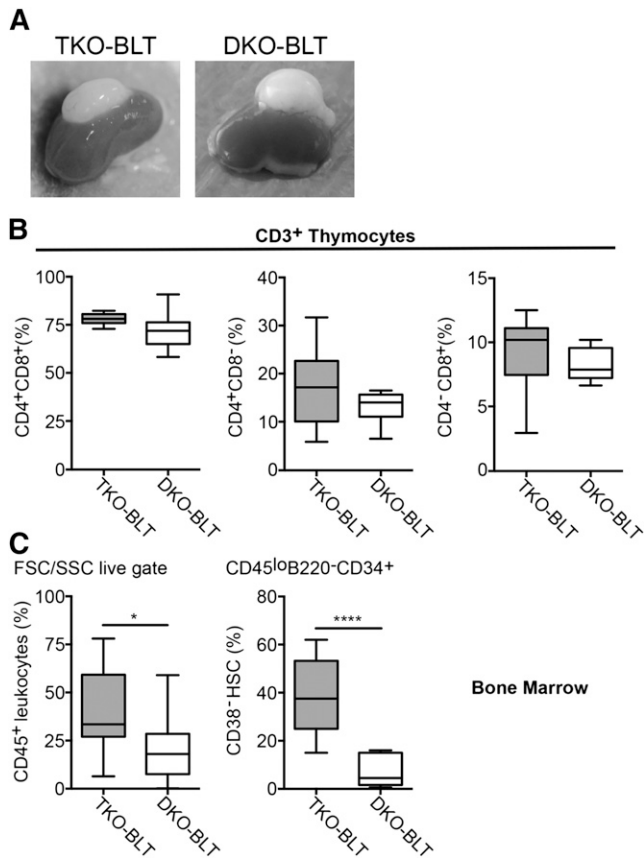 A
TKO-BLT DKO-BLT
B
CD3+ Thymocytes
CD4+CD8+(%)
100
75
50
25
0
TKO-BLT
DKO-BLT
CD4+CD8-(%)
40
30
20
10
0
TKO-BLT
DKO-BLT
CD4- CD8+(%)
15
10
5
0
TKO-BLT
DKO-BLT
C
FSC/SSC live gate
CD45+ leukocytes (%)
100
75
50
25
0
*
TKO-BLT
DKO-BLT
CD45loB220-CD34+
CD38- HSC (%)
80
60
40
20
0
****
TKO-BLT
DKO-BLT
Bone Marrow